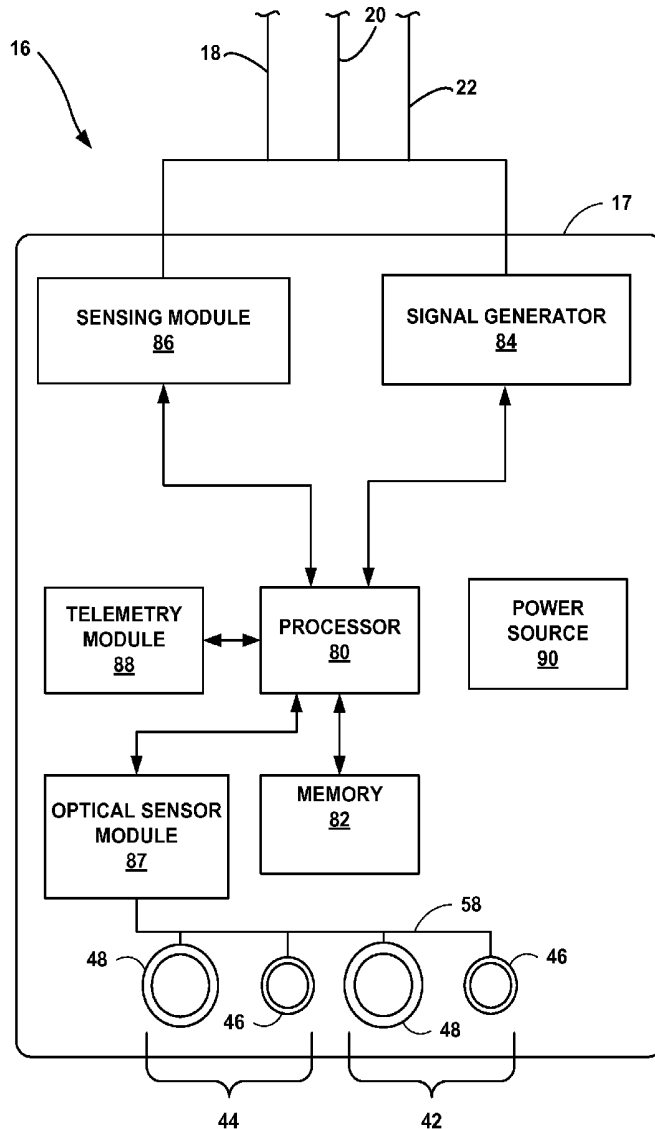 20
16
18
22
17
SENSING MODULE
86
SIGNAL GENERATOR
84
TELEMETRY
MODULE
88
PROCESSOR
80
POWER
SOURCE
90
OPTICAL SENSOR
MODULE
87
MEMORY
82
58
48
46
46
48
44
42